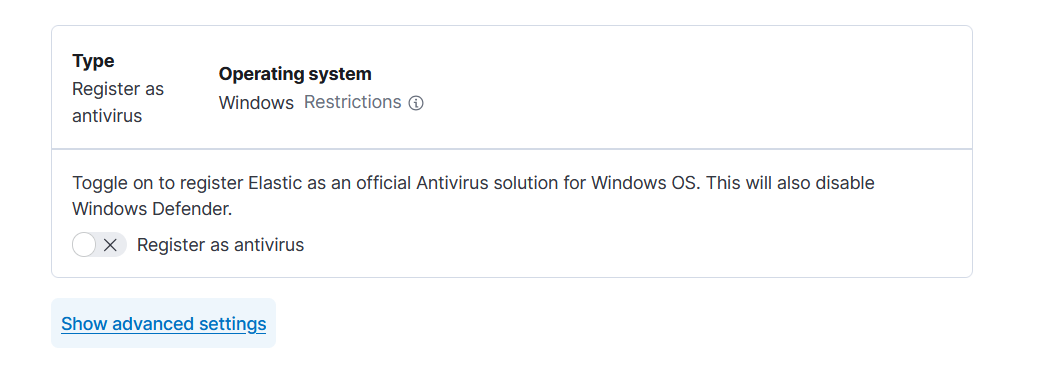 Type
Register as
antivirus
Operating system
Windows Restrictions
Toggle on to register Elastic as an official Antivirus solution for Windows OS. This will also disable
Windows Defender.
Register as antivirus
Show advanced settings